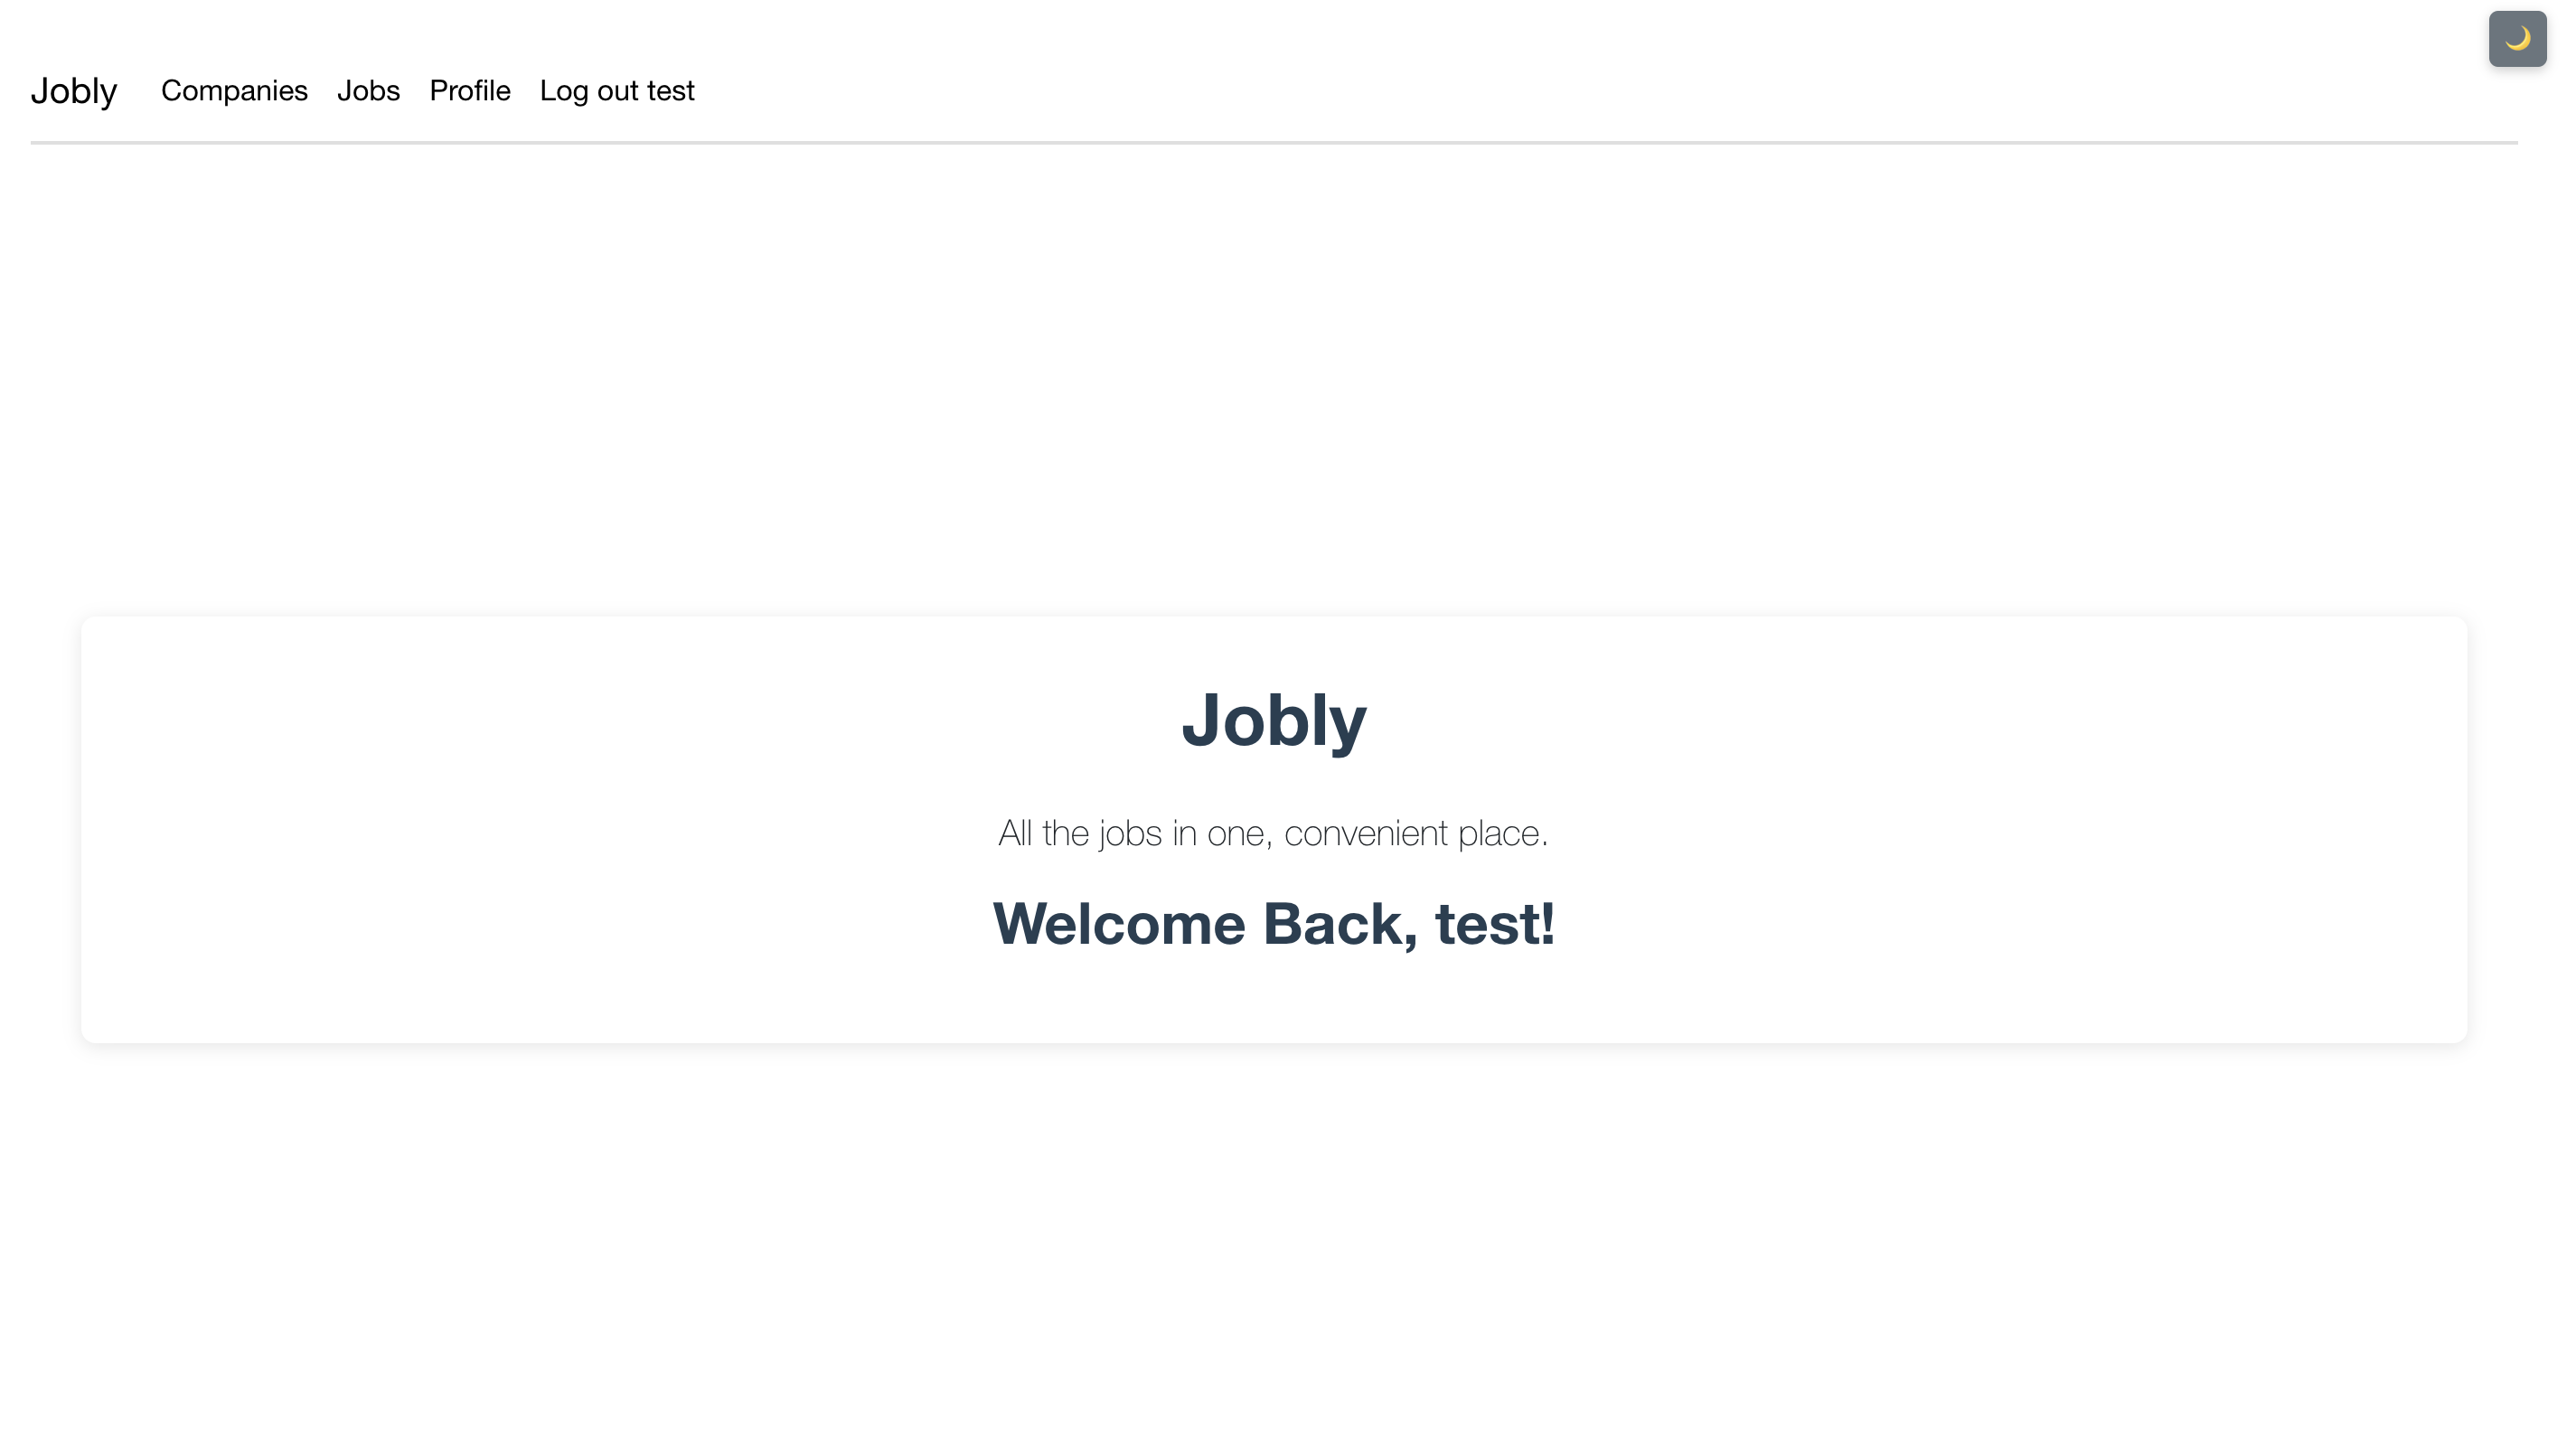 Jobly Companies Jobs Profile Log out test
Jobly
All the jobs in one, convenient place.
Welcome Back, test!